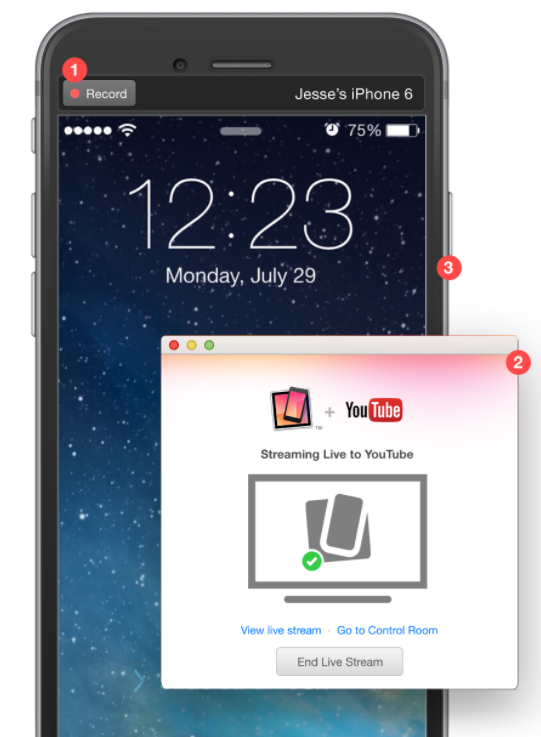 1
Record
Jesse's iPhone 6
75%
12:23
Monday, July 29
3
2
™ + YouTube
Streaming Live to YouTube
View live stream · Go to Control Room
End Live Stream